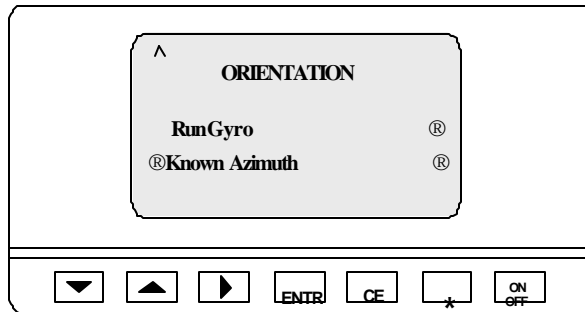 ^
ORIENTATION
RunGyro ®
®Known Azimuth ®
ENTR CE * ON OFF